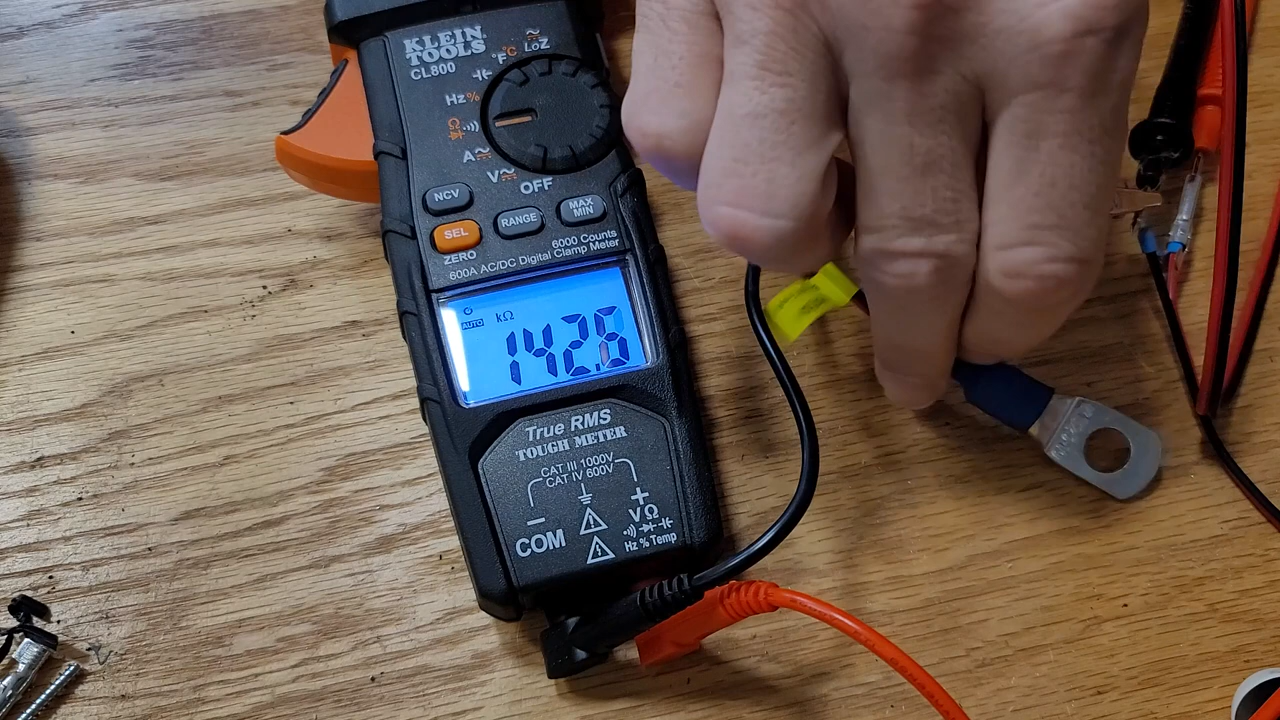 KLEIN
TOOLS
CL800
°F°C
LoZ
Hz%
A
V
OFF
NCV
RANGE
MAX
MIN
SEL
ZERO
6000 Counts
600A AC/DC Digital Clamp Meter
AUTO
kΩ
142.6
True RMS
TOUGH METER
CAT III 1000V
CAT IV 600V
− +
VΩ
COM
Hz % Temp